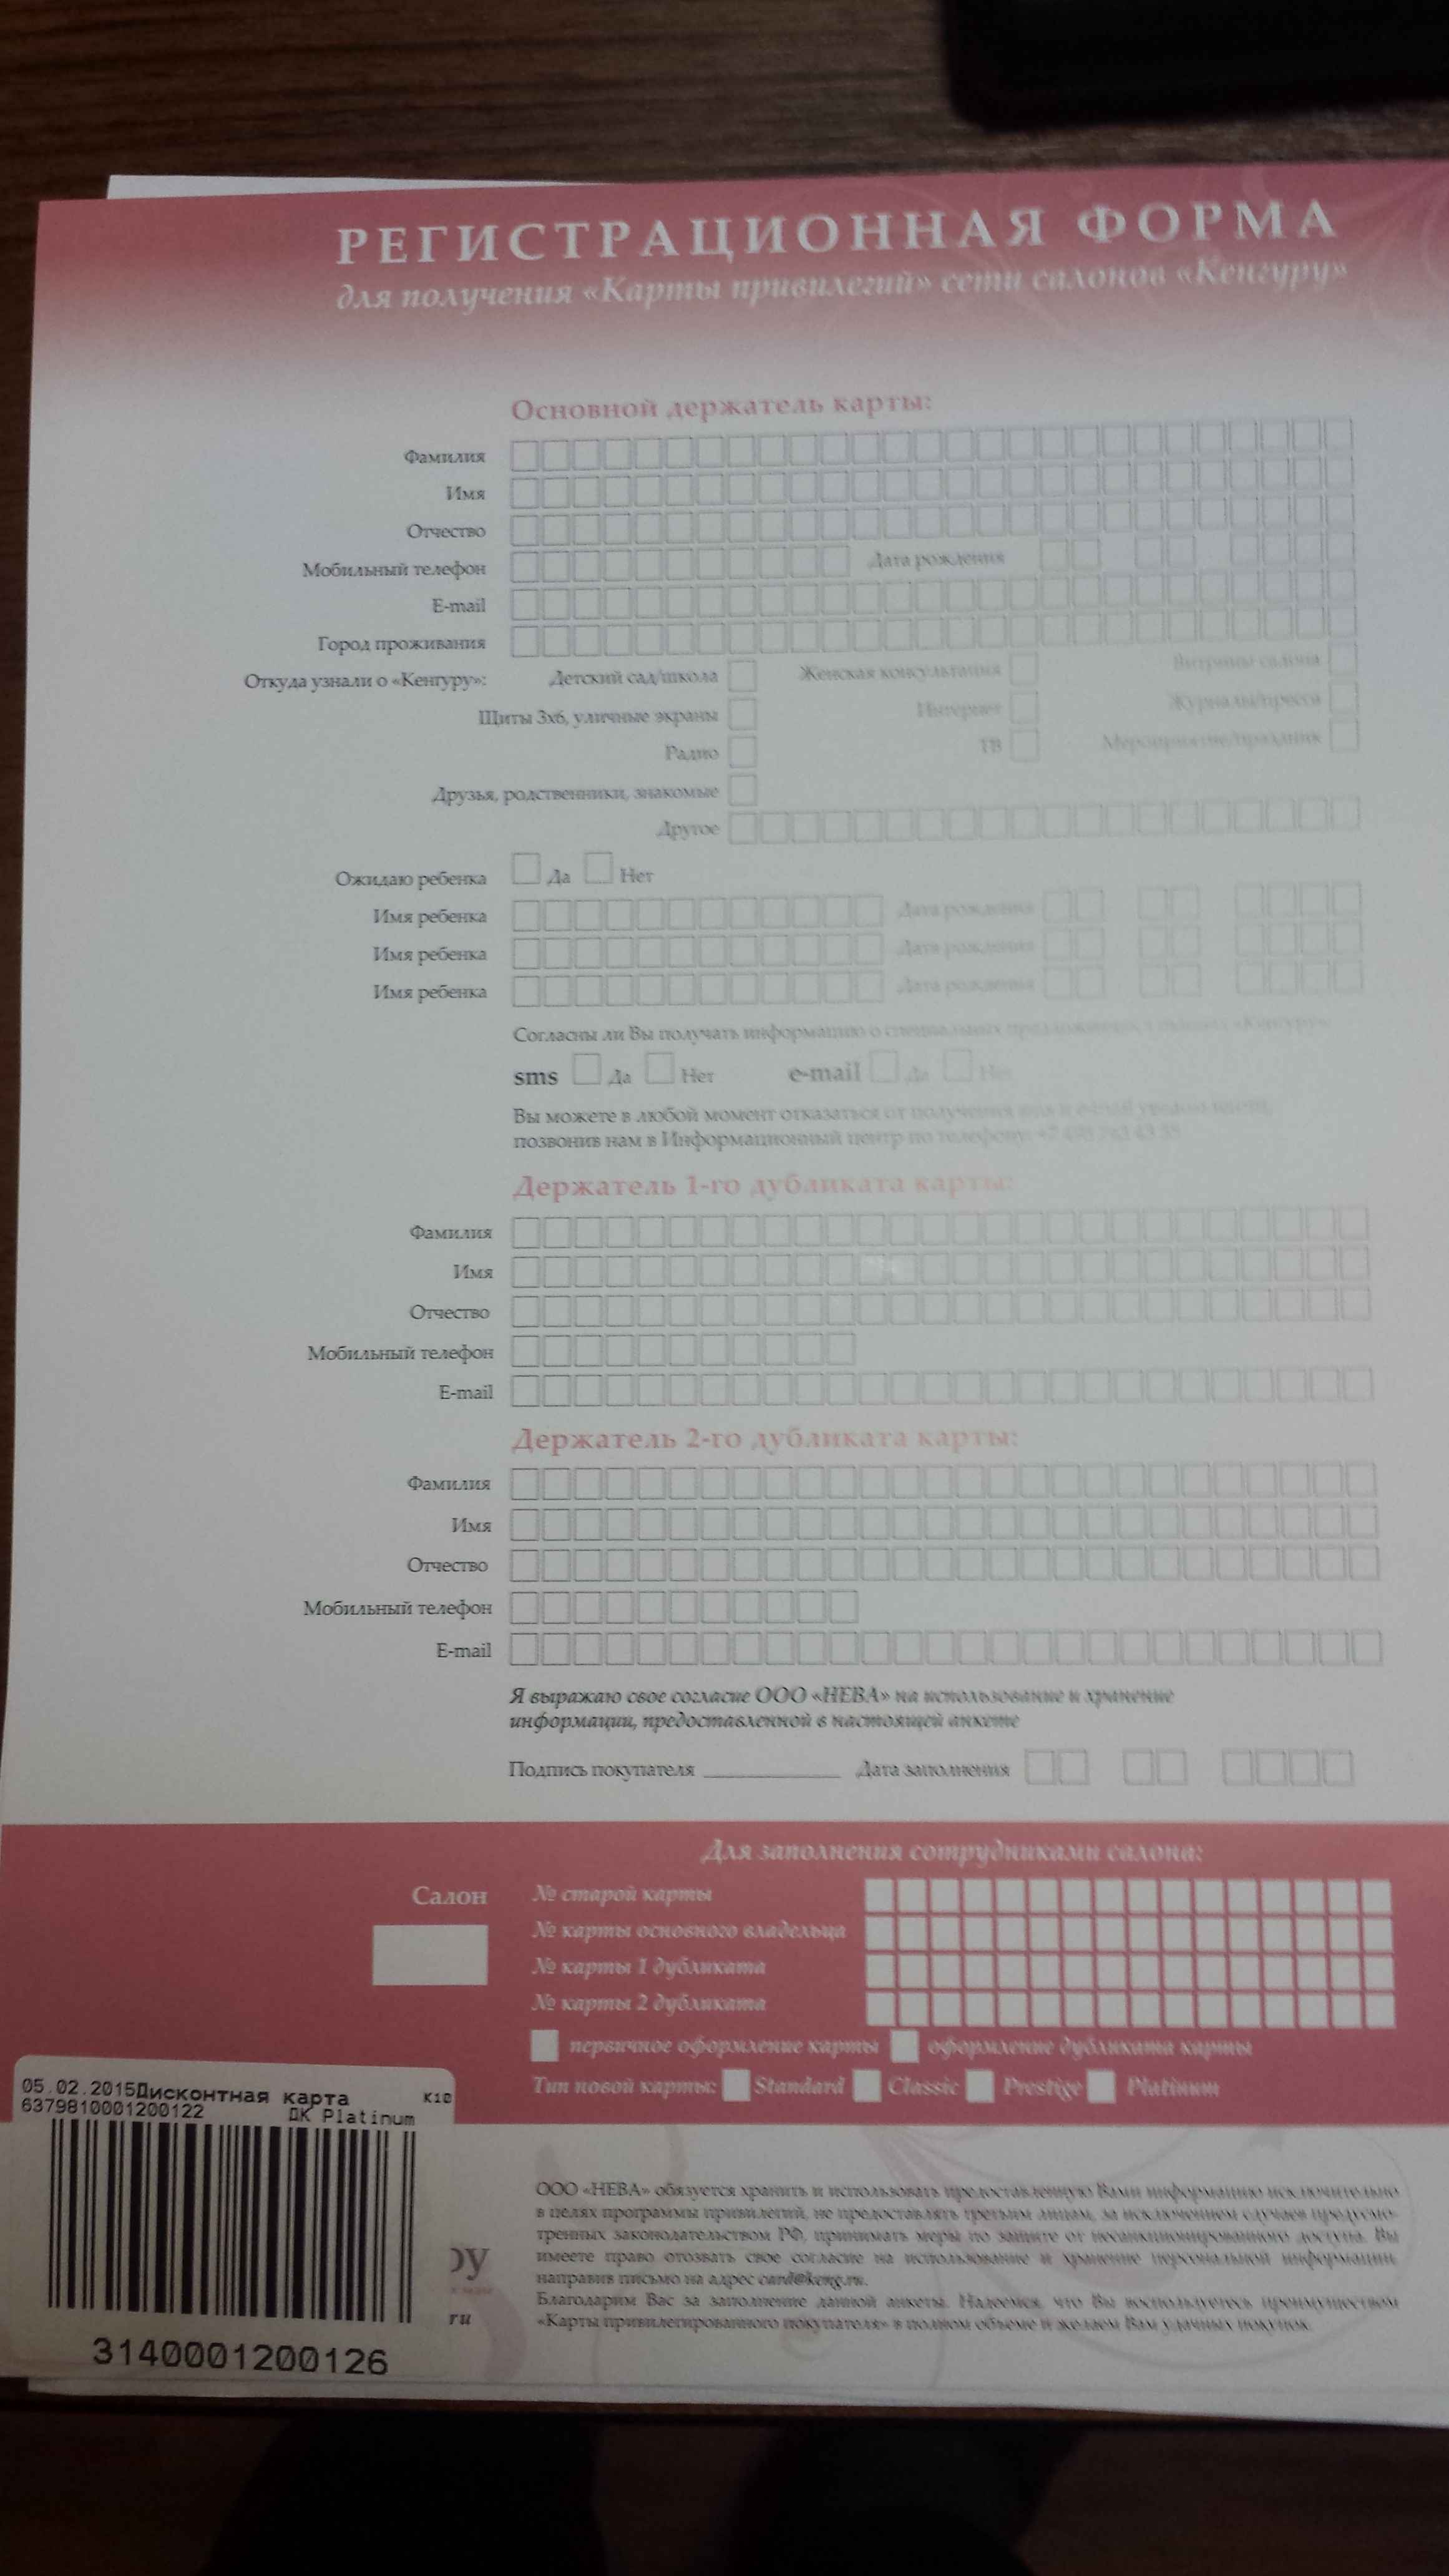 РЕГИСТРАЦИОННАЯ ФОРМА
для получения «Карты привилегий» сети салонов «Кенгуру»
Основной держатель карты:
Фамилия
Имя
Отчество
Мобильный телефон Дата рождения
E-mail
Город проживания
Откуда узнали о «Кенгуру»: Детский сад/школа Женская консультация Витрины салона
Щиты 3х6, уличные экраны Интернет Журналы/пресса
Радио ТВ Мероприятие/праздник
Друзья, родственники, знакомые
Другое
Ожидаю ребенка Да Нет
Имя ребенка Дата рождения
Имя ребенка Дата рождения
Имя ребенка Дата рождения
Согласны ли Вы получать информацию о специальных «Кенгуру»
sms Да Нет e-mail Да Нет
Вы можете в любой момент отказаться от получения sms и e-mail
позвонив нам в Информационный центр по телефону:
Держатель 1-го дубликата карты:
Фамилия
Имя
Отчество
Мобильный телефон
E-mail
Держатель 2-го дубликата карты:
Фамилия
Имя
Отчество
Мобильный телефон
E-mail
Я выражаю свое согласие ООО «НЕВА» на использование и хранение
информации, предоставленной в настоящей анкете
Подпись покупателя Дата заполнения
Для заполнения сотрудниками салона:
Салон
№ старой карты
№ карты основного владельца
№ карты 1 дубликата
№ карты 2 дубликата
первичное оформление карты оформление дубликата карты
Тип новой карты: Standard Classic Prestige Platinum
05.02.2015Дисконтная карта К10
6379810001200122 ДК Platinum
3140001200126
ру
ru
ООО «НЕВА» обязуется хранить и использовать предоставленную Вами информацию исключительно
в целях программы привилегий, не предоставлять третьим лицам, за исключением случаев предусмо-
тренных законодательством РФ, принимать меры по защите от несанкционированного доступа. Вы
имеете право отозвать свое согласие на использование и хранение персональной информации,
направив письмо на адрес card@keng.ru.
Благодарим Вас за заполнение данной анкеты. Надеемся, что Вы воспользуетесь преимуществом
«Карты привилегированного покупателя» в полном объеме и желаем Вам удачных покупок.